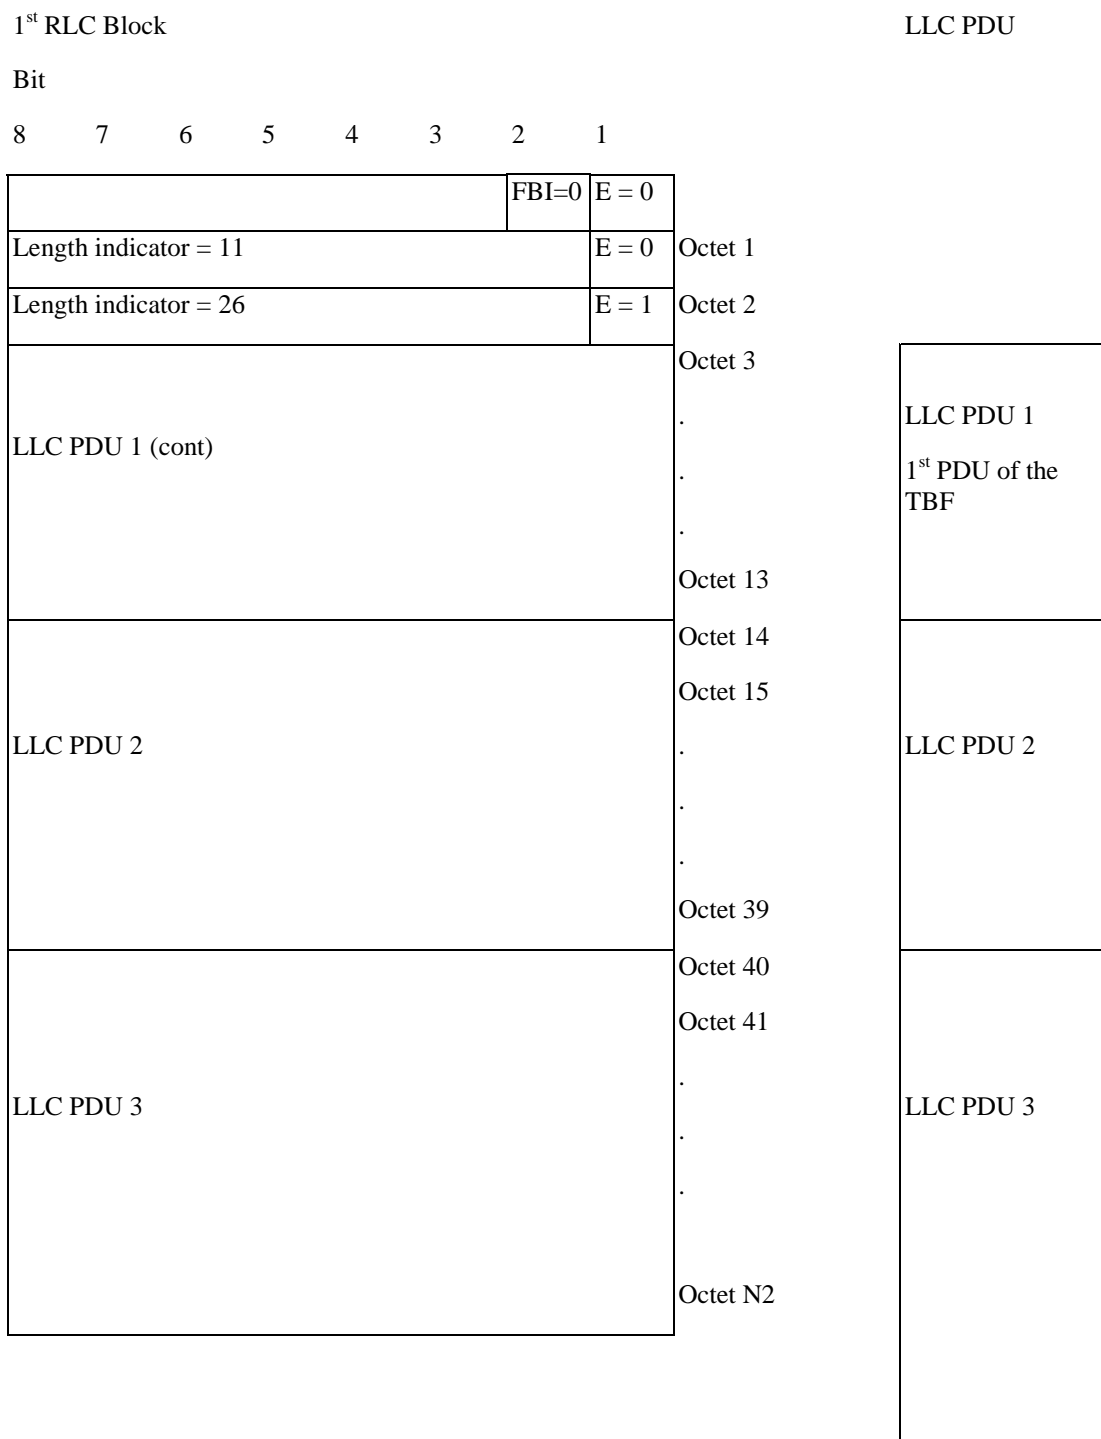 1st RLC Block LLC PDU
Bit
8 7 6 5 4 3 2 1
FBI=0 E = 0
Length indicator = 11 E = 0 Octet 1
Length indicator = 26 E = 1 Octet 2
Octet 3
. LLC PDU 1
LLC PDU 1 (cont)
. 1st PDU of the
TBF
.
Octet 13
Octet 14
Octet 15
LLC PDU 2 . LLC PDU 2
.
.
Octet 39
Octet 40
Octet 41
.
LLC PDU 3 LLC PDU 3
.
.
Octet N2